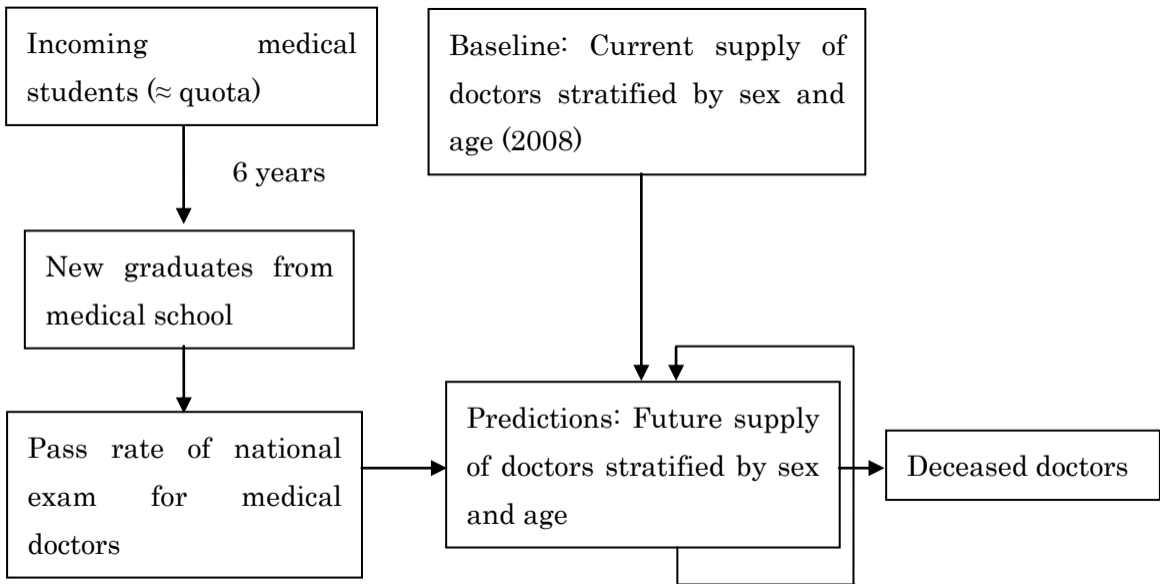 Incoming medical
students (≈ quota)
6 years
New graduates from
medical school
Pass rate of national
exam for medical
doctors
Baseline: Current supply of
doctors stratified by sex and
age (2008)
Predictions: Future supply
of doctors stratified by sex
and age
Deceased doctors